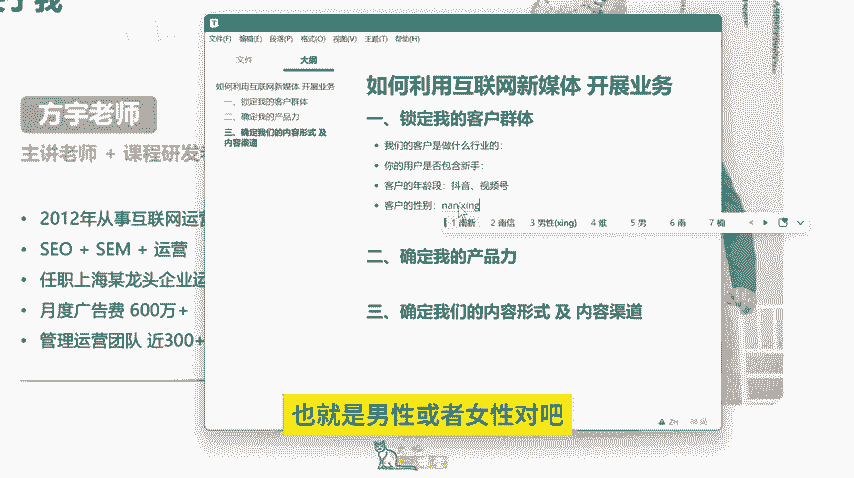 方宇老师
主讲老师 + 课程研发
2012年从事互联网运营
SEO + SEM + 运营
任职上海某龙头企业运
月度广告费 600万+
管理运营团队 近300+
文件(F) 编辑(E) 段落(P) 格式(O) 视图(V) 主题(T) 帮助(H)
文件 大纲
如何利用互联网新媒体 开展业务
一、锁定我的客户群体
二、确定我的产品力
三、确定我们的内容形式 及
内容渠道
如何利用互联网新媒体 开展业务
一、锁定我的客户群体
我们的客户是做什么行业的：
你的用户是否包含新手：
客户的年龄段：抖音、视频号
客户的性别：nan'xing
1 南新 2 南信 3 男性(xing) 4 难 5 男 6 南 7 楠
二、确定我的产品力
三、确定我们的内容形式 及 内容渠道
也就是男性或者女性对吧